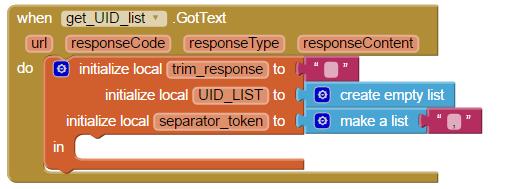 when get_UID_list .GotText
url responseCode responseType responseContent
do initialize local trim_response to “ ”
initialize local UID_LIST to create empty list
initialize local separator_token to make a list “ , ”
in